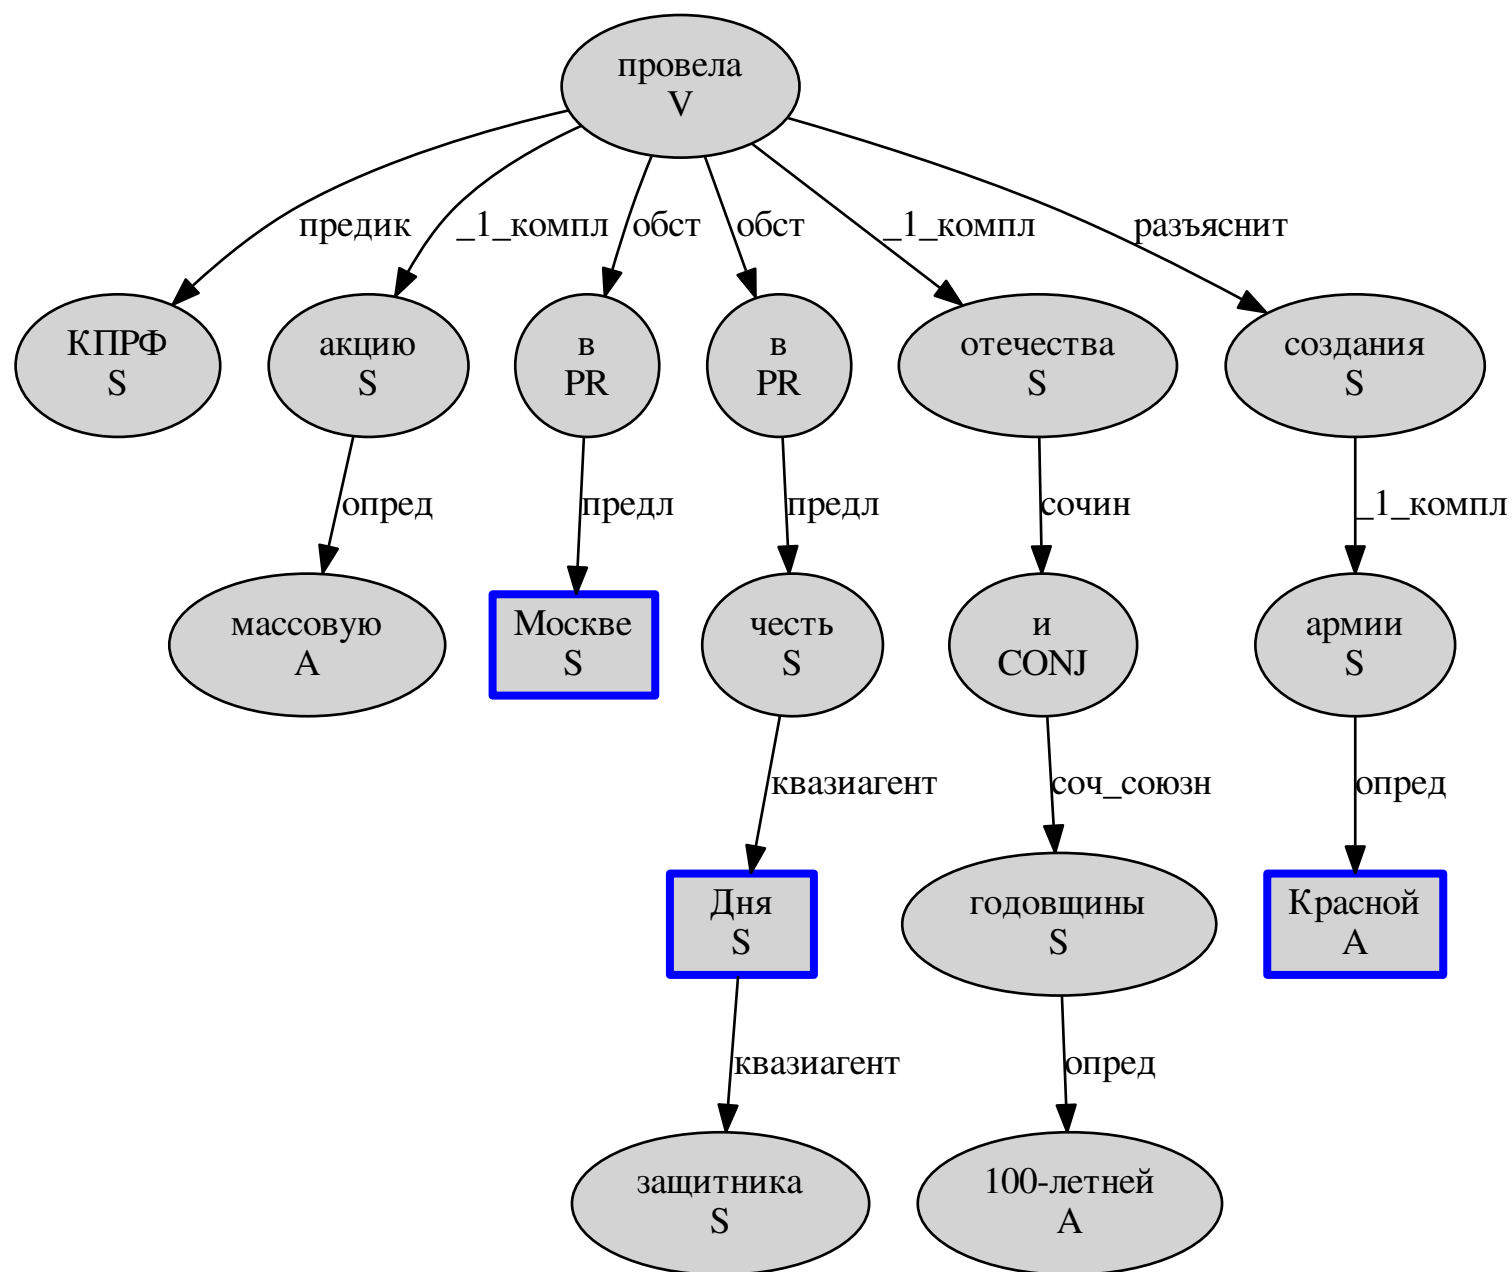 провела
V
предик
_1_компл
обст
обст
_1_компл
разъяснит
КПРФ
S
акцию
S
в
PR
в
PR
отечества
S
создания
S
опред
предл
предл
сочин
_1_компл
массовую
A
Москве
S
честь
S
и
CONJ
армии
S
квазиагент
соч_союзн
опред
Дня
S
годовщины
S
Красной
A
квазиагент
опред
защитника
S
100-летней
A